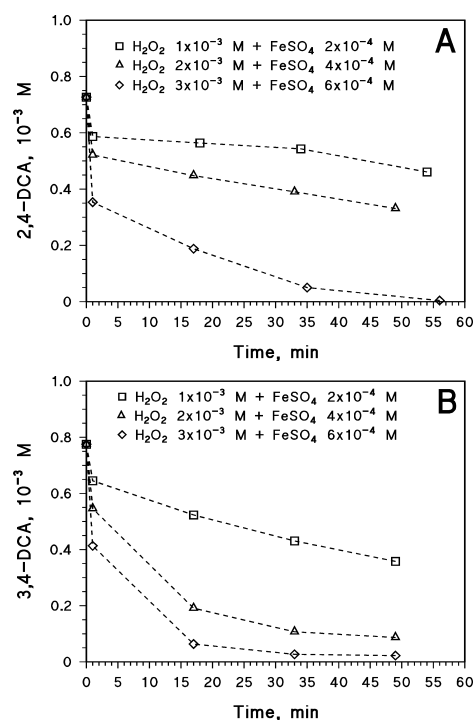 A
H₂O₂ 1x10⁻³ M + FeSO₄ 2x10⁻⁴ M
H₂O₂ 2x10⁻³ M + FeSO₄ 4x10⁻⁴ M
H₂O₂ 3x10⁻³ M + FeSO₄ 6x10⁻⁴ M
2,4-DCA, 10⁻³ M
1.0
0.8
0.6
0.4
0.2
0
0 5 10 15 20 25 30 35 40 45 50 55 60
Time, min
B
H₂O₂ 1x10⁻³ M + FeSO₄ 2x10⁻⁴ M
H₂O₂ 2x10⁻³ M + FeSO₄ 4x10⁻⁴ M
H₂O₂ 3x10⁻³ M + FeSO₄ 6x10⁻⁴ M
3,4-DCA, 10⁻³ M
1.0
0.8
0.6
0.4
0.2
0
0 5 10 15 20 25 30 35 40 45 50 55 60
Time, min